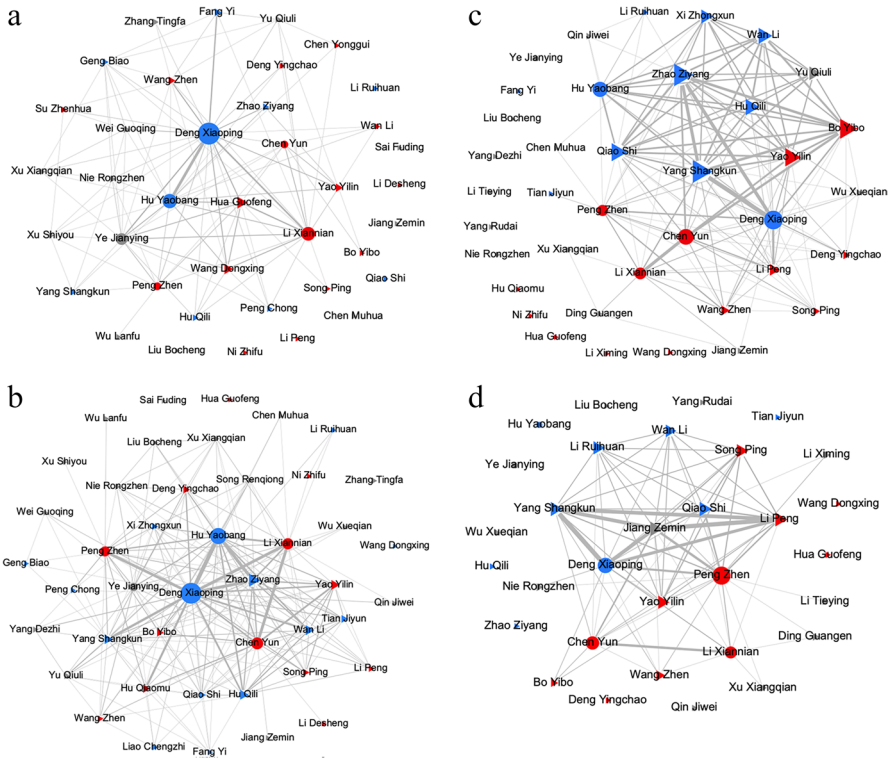 a
Fang Yi
Zhang Tingfa
Yu Qiuli
Chen Yonggui
Geng Biao
Deng Yingchao
Wang Zhen
Li Ruihuan
Su Zhenhua
Zhao Ziyang
Wei Guoqing
Deng Xiaoping
Wan Li
Chen Yun
Sai Fuding
Xu Xiangqian
Nie Rongzhen
Yao Yilin
Li Desheng
Hu Yaobang
Hua Guofeng
Jiang Zemin
Xu Shiyou
Ye Jianying
Li Xiannian
Bo Yibo
Wang Dongxing
Qiao Shi
Yang Shangkun
Peng Zhen
Song Ping
Peng Chong
Chen Muhua
Hu Qili
Wu Lanfu
Li Peng
Liu Bocheng
Ni Zhifu
b
Sai Fuding
Hua Guofeng
Wu Lanfu
Chen Muhua
Li Ruihuan
Liu Bocheng
Xu Xiangqian
Xu Shiyou
Ni Zhifu
Zhang Tingfa
Nie Rongzhen
Deng Yingchao
Song Renqiong
Wei Guoqing
Xi Zhongxun
Wu Xueqian
Hu Yaobang
Li Xiannian
Wang Dongxing
Peng Zhen
Geng Biao
Zhao Ziyang
Peng Chong
Ye Jianying
Deng Xiaoping
Yao Yilin
Qin Jiwei
Tian Jiyun
Yang Dezhi
Yang Shangkun
Bo Yibo
Wan Li
Chen Yun
Yu Qiuli
Song Ping
Li Peng
Hu Qiaomu
Qiao Shi
Hu Qili
Wang Zhen
Li Desheng
Jiang Zemin
Liao Chengzhi
Fang Yi
c
Li Ruihuan
Xi Zhongxun
Qin Jiwei
Wan Li
Ye Jianying
Zhao Ziyang
Yu Qiuli
Fang Yi
Hu Yaobang
Hu Qili
Liu Bocheng
Bo Yibo
Chen Muhua
Qiao Shi
Yang Dezhi
Yao Yilin
Yang Shangkun
Li Tieying
Tian Jiyun
Wu Xueqian
Peng Zhen
Deng Xiaoping
Yang Rudai
Chen Yun
Nie Rongzhen
Xu Xiangqian
Deng Yingchao
Li Xiannian
Li Peng
Hu Qiaomu
Ding Guangen
Wang Zhen
Song Ping
Ni Zhifu
Hua Guofeng
Li Ximing
Wang Dongxing
Jiang Zemin
d
Yang Rudai
Liu Bocheng
Tian Jiyun
Hu Yaobang
Wan Li
Li Ruihuan
Song Ping
Li Ximing
Ye Jianying
Yang Shangkun
Qiao Shi
Wang Dongxing
Li Peng
Wu Xueqian
Jiang Zemin
Hua Guofeng
Hu Qili
Deng Xiaoping
Peng Zhen
Nie Rongzhen
Yao Yilin
Li Tieying
Zhao Ziyang
Ding Guangen
Chen Yun
Li Xiannian
Bo Yibo
Wang Zhen
Xu Xiangqian
Deng Yingchao
Qin Jiwei